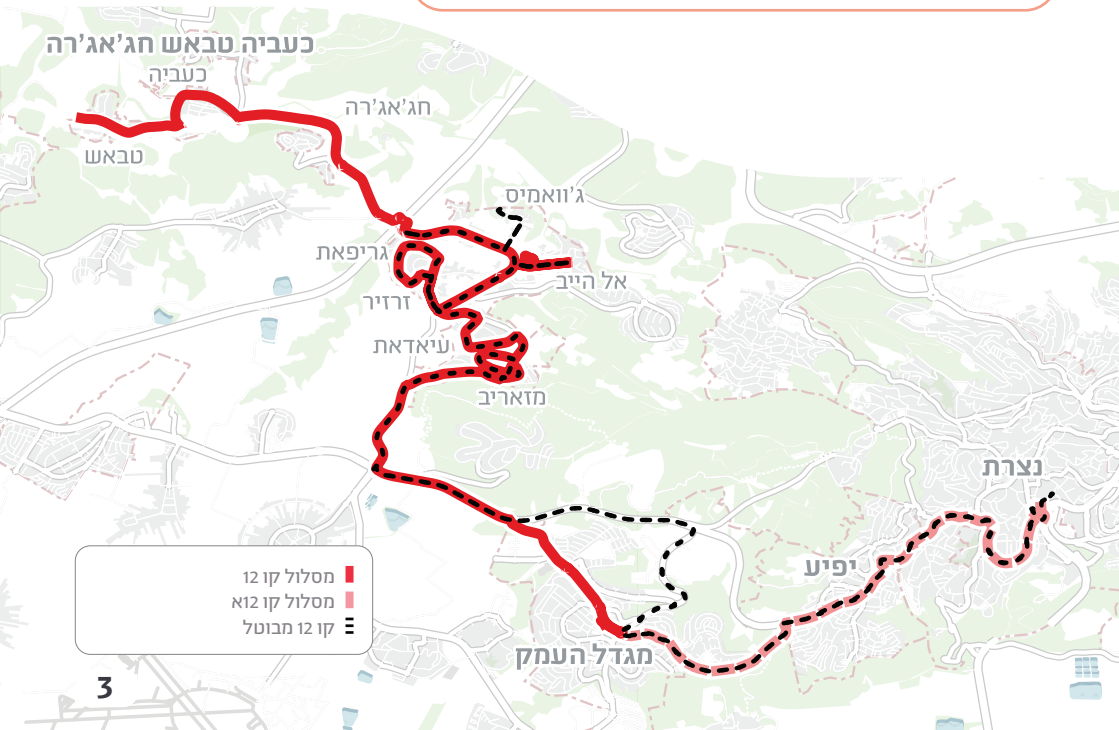 כעביה טבאש חג'אג'רה
כעביה
חג'אג'רה
טבאש
ג'וואמיס
גריפאת
אל הייב
זרזיר
עיאדאת
מזאריב
נצרת
יפיע
מגדל העמק
מסלול קו 12
מסלול קו 12א
קו 12 מבוטל
3